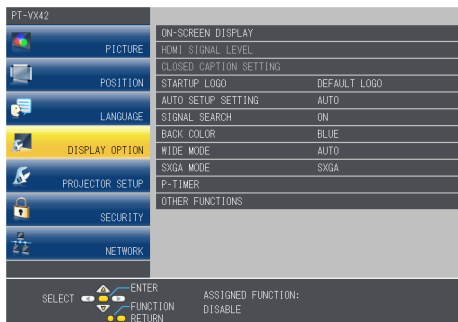 PT-VX42
PICTURE
POSITION
LANGUAGE
DISPLAY OPTION
PROJECTOR SETUP
SECURITY
NETWORK
ON-SCREEN DISPLAY
HDMI SIGNAL LEVEL
CLOSED CAPTION SETTING
STARTUP LOGO DEFAULT LOGO
AUTO SETUP SETTING AUTO
SIGNAL SEARCH ON
BACK COLOR BLUE
WIDE MODE AUTO
SXGA MODE SXGA
P-TIMER
OTHER FUNCTIONS
SELECT
ENTER
FUNCTION
RETURN
ASSIGNED FUNCTION:
DISABLE